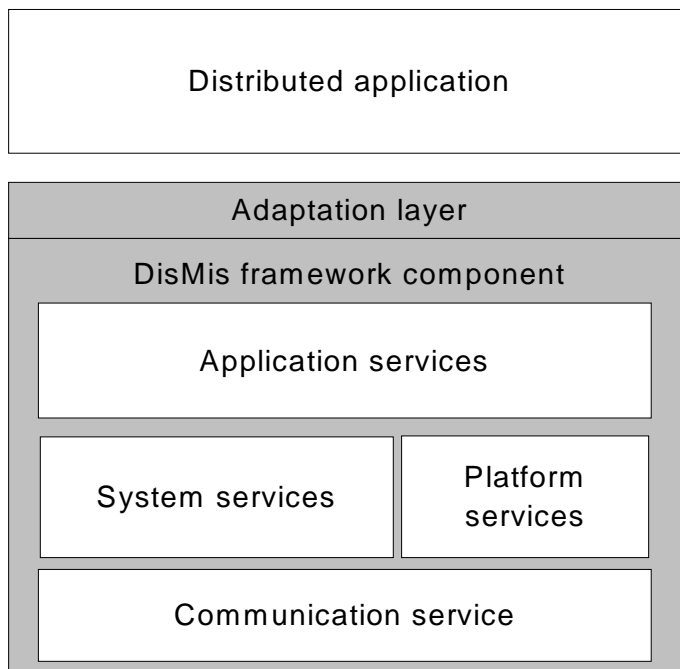 Distributed application
Adaptation layer
DisMis framework component
Application services
System services
Platform
services
Communication service